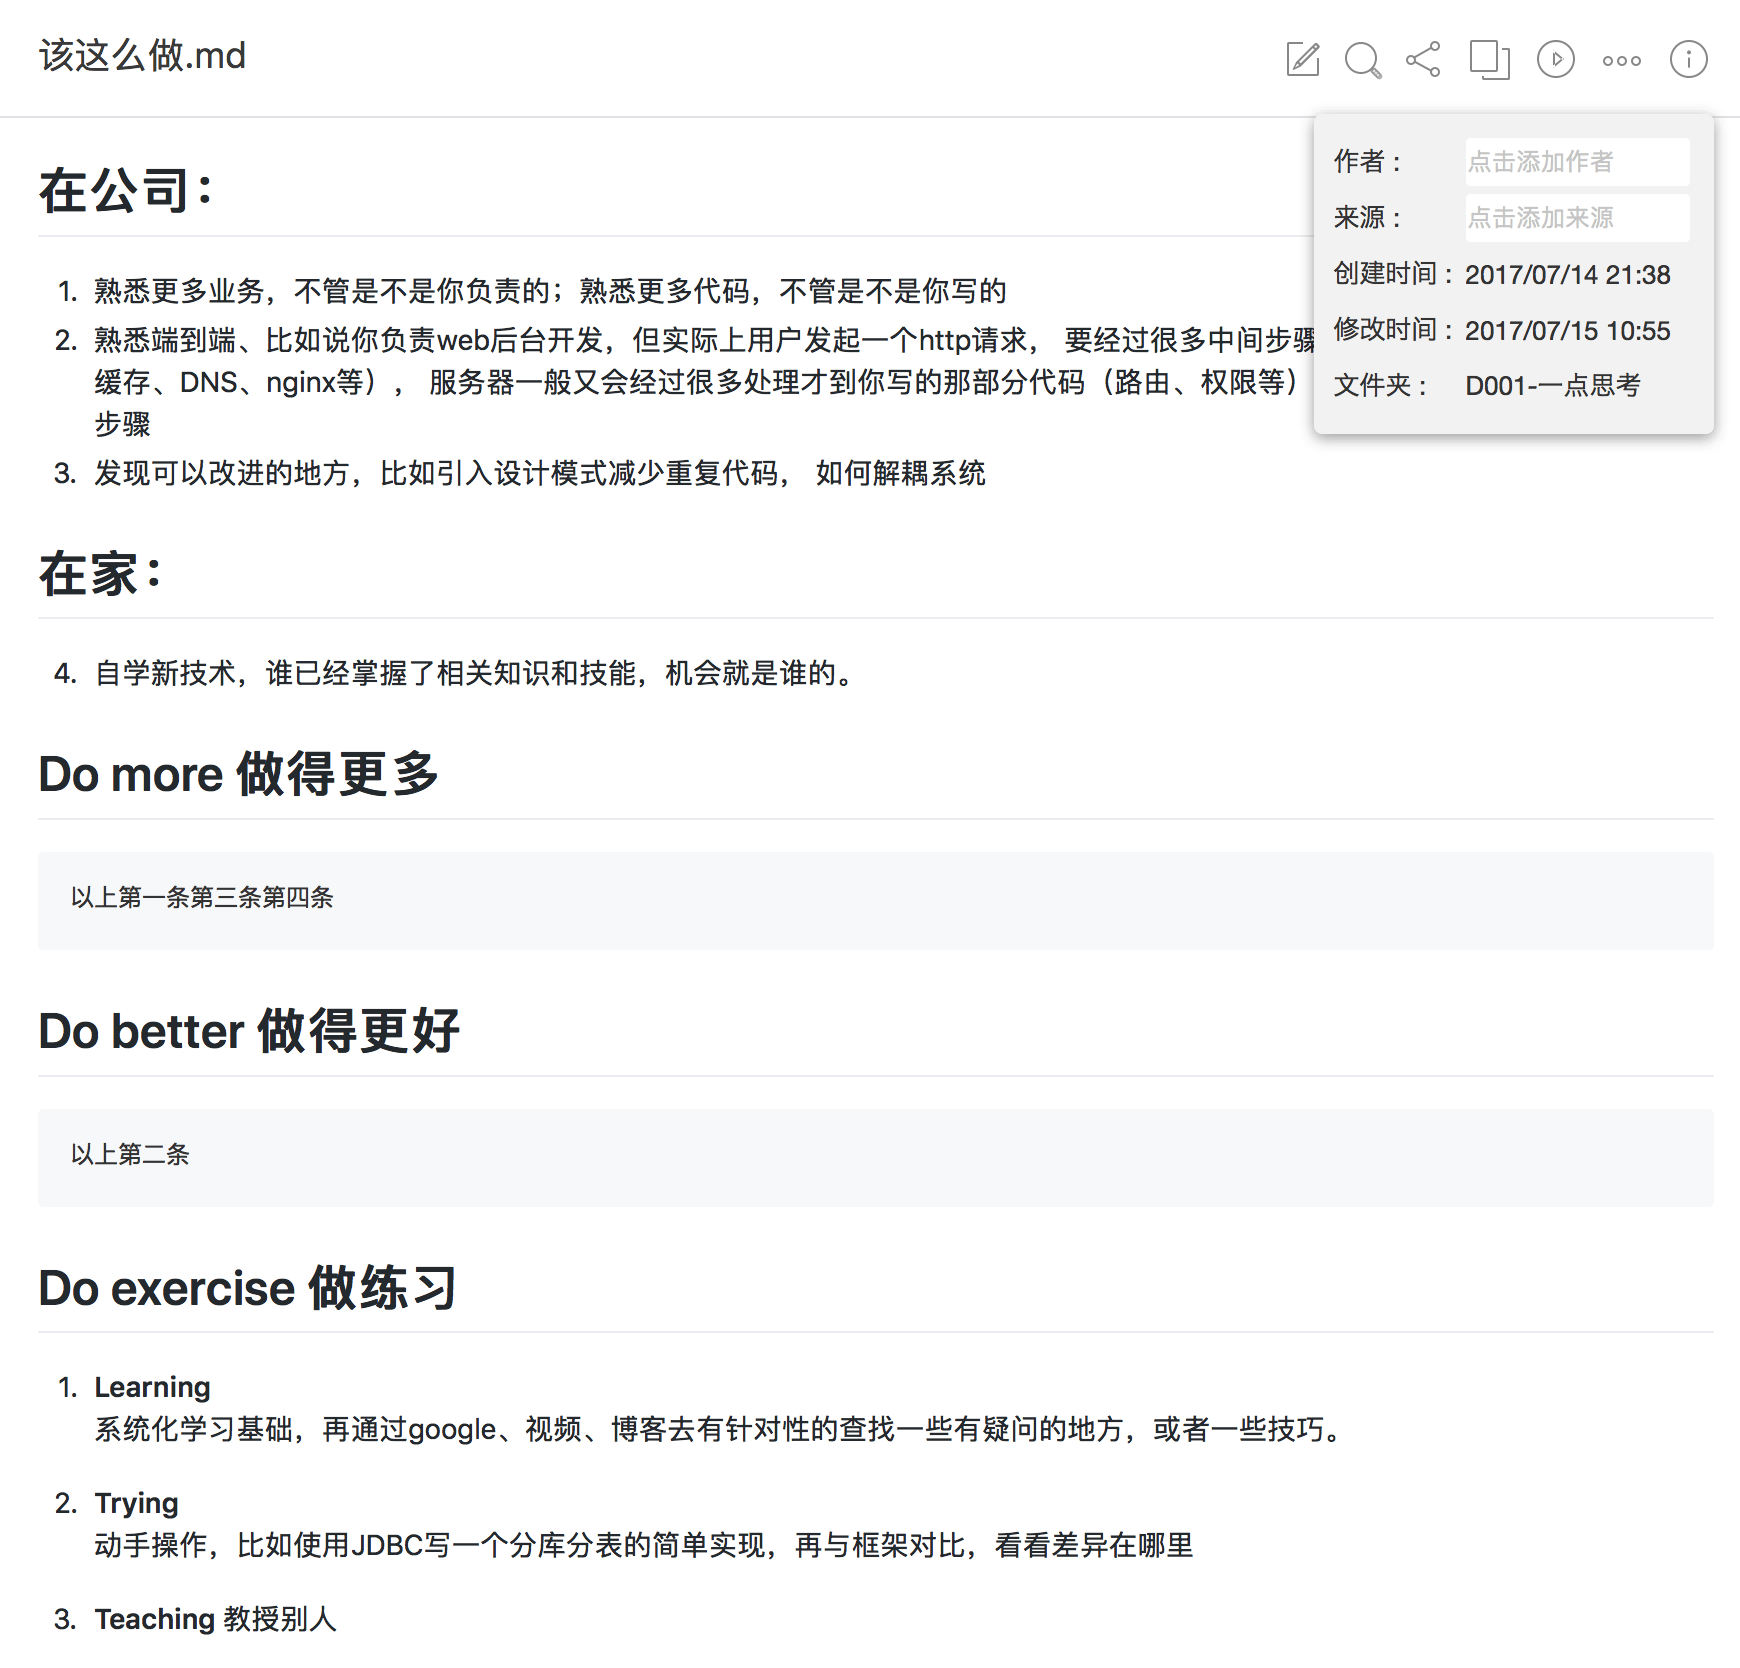 该这么做.md
作者：
点击添加作者
来源：
点击添加来源
创建时间： 2017/07/14 21:38
修改时间： 2017/07/15 10:55
文件夹： D001-一点思考
在公司：
1. 熟悉更多业务，不管是不是你负责的；熟悉更多代码，不管是不是你写的
2. 熟悉端到端、比如说你负责web后台开发，但实际上用户发起一个http请求， 要经过很多中间步骤
缓存、DNS、nginx等）， 服务器一般又会经过很多处理才到你写的那部分代码（路由、权限等）
步骤
3. 发现可以改进的地方，比如引入设计模式减少重复代码， 如何解耦系统
在家：
4. 自学新技术，谁已经掌握了相关知识和技能，机会就是谁的。
Do more 做得更多
以上第一条第三条第四条
Do better 做得更好
以上第二条
Do exercise 做练习
1. Learning
系统化学习基础，再通过google、视频、博客去有针对性的查找一些有疑问的地方，或者一些技巧。
2. Trying
动手操作，比如使用JDBC写一个分库分表的简单实现，再与框架对比，看看差异在哪里
3. Teaching 教授别人